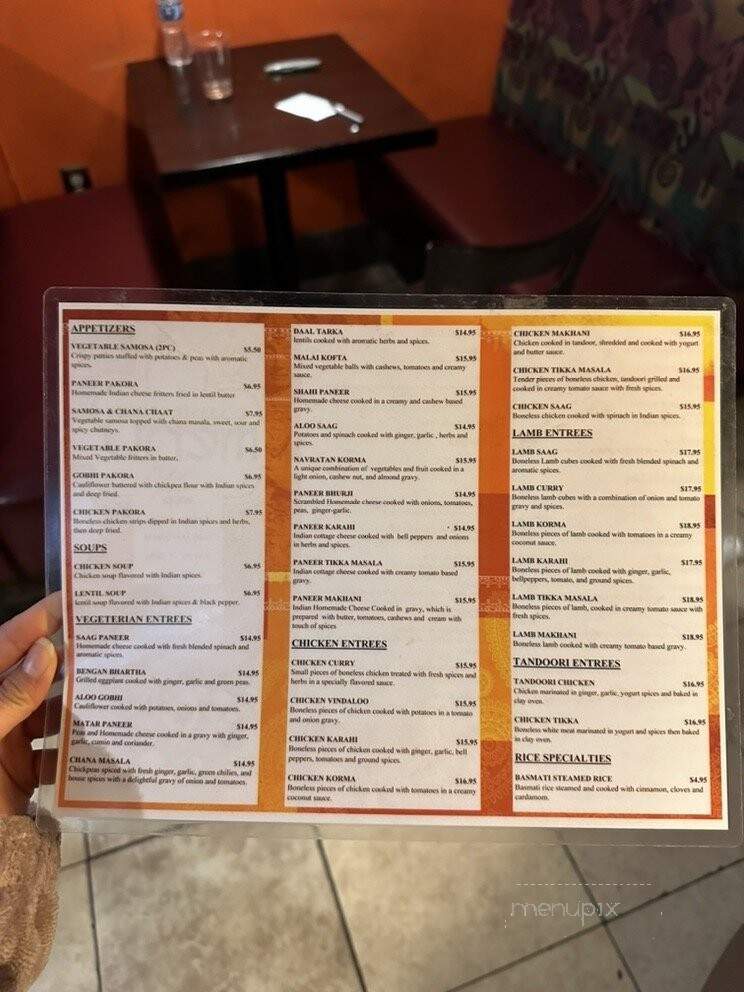 APPETIZERS
VEGETABLE SAMOSA (2PC) $5.50
Crispy patties stuffed with potatoes & peas with aromatic
spices.
PANEER PAKORA $6.95
Homemade Indian cheese fritters fried in lentil butter
SAMOSA & CHANA CHAAT $7.95
Vegetable samosa topped with chana masala, sweet, sour and
spicy chutneys.
VEGETABLE PAKORA $6.50
Mixed Vegetable fritters in batter.
GOBHI PAKORA $6.95
Cauliflower battered with chickpea flour with Indian spices
and deep fried.
CHICKEN PAKORA $7.95
Boneless chicken strips dipped in Indian spices and herbs,
then deep fried.
SOUPS
CHICKEN SOUP $6.95
Chicken soup flavored with Indian spices.
LENTIL SOUP $6.95
lentil soup flavored with Indian spices & black pepper.
VEGETERIAN ENTREES
SAAG PANEER $14.95
Homemade cheese cooked with fresh blended spinach and
aromatic spices.
BENGAN BHARTHA $14.95
Grilled eggplant cooked with ginger, garlic and green peas.
ALOO GOBHI $14.95
Cauliflower cooked with potatoes, onions and tomatoes.
MATAR PANEER $14.95
Peas and Homemade cheese cooked in a gravy with ginger,
garlic, cumin and coriander.
CHANA MASALA $14.95
Chickpeas spiced with fresh ginger, garlic, green chilies, and
house spices with a delightful gravy of onion and tomatoes.
DAAL TARKA $14.95
lentils cooked with aromatic herbs and spices.
MALAI KOFTA $15.95
Mixed vegetable balls with cashews, tomatoes and creamy
sauce.
SHAHI PANEER $15.95
Homemade cheese cooked in a creamy and cashew based
gravy.
ALOO SAAG $14.95
Potatoes and spinach cooked with ginger, garlic , herbs and
spices.
NAVRATAN KORMA $15.95
A unique combination of vegetables and fruit cooked in a
light onion, cashew nut, and almond gravy.
PANEER BHURJI $14.95
Scrambled Homemade cheese cooked with onions, tomatoes,
peas, ginger-garlic.
PANEER KARAHI $14.95
Indian cottage cheese cooked with bell peppers and onions
in herbs and spices.
PANEER TIKKA MASALA $15.95
Indian cottage cheese cooked with creamy tomato based
gravy.
PANEER MAKHANI $15.95
Indian Homemade Cheese Cooked in gravy, which is
prepared with butter, tomatoes, cashews and cream with
touch of spices
CHICKEN ENTREES
CHICKEN CURRY $15.95
Small pieces of boneless chicken treated with fresh spices and
herbs in a specially flavored sauce.
CHICKEN VINDALOO $15.95
Boneless pieces of chicken cooked with potatoes in a tomato
and onion gravy.
CHICKEN KARAHI $15.95
Boneless pieces of chicken cooked with ginger, garlic, bell
peppers, tomatoes and ground spices.
CHICKEN KORMA $16.95
Boneless pieces of chicken cooked with tomatoes in a creamy
coconut sauce.
CHICKEN MAKHANI $16.95
Chicken cooked in tandoor, shredded and cooked with yogurt
and butter sauce.
CHICKEN TIKKA MASALA $16.95
Tender pieces of boneless chicken, tandoori grilled and
cooked in creamy tomato sauce with fresh spices.
CHICKEN SAAG $15.95
Boneless chicken cooked with spinach in Indian spices.
LAMB ENTREES
LAMB SAAG $17.95
Boneless Lamb cubes cooked with fresh blended spinach and
aromatic spices.
LAMB CURRY $17.95
Boneless lamb cubes with a combination of onion and tomato
gravy and spices.
LAMB KORMA $18.95
Boneless pieces of lamb cooked with tomatoes in a creamy
coconut sauce.
LAMB KARAHI $17.95
Boneless pieces of lamb cooked with ginger, garlic,
bellpeppers, tomato, and ground spices.
LAMB TIKKA MASALA $18.95
Boneless pieces of lamb, cooked in creamy tomato sauce with
fresh spices.
LAMB MAKHANI $18.95
Boneless lamb cooked with creamy tomato based gravy.
TANDOORI ENTREES
TANDOORI CHICKEN $16.95
Chicken marinated in ginger, garlic, yogurt spices and baked in
clay oven.
CHICKEN TIKKA $16.95
Boneless white meat marinated in yogurt and spices then baked
in clay oven.
RICE SPECIALTIES
BASMATI STEAMED RICE $4.95
Basmati rice steamed and cooked with cinnamon, cloves and
cardamom.
menupix